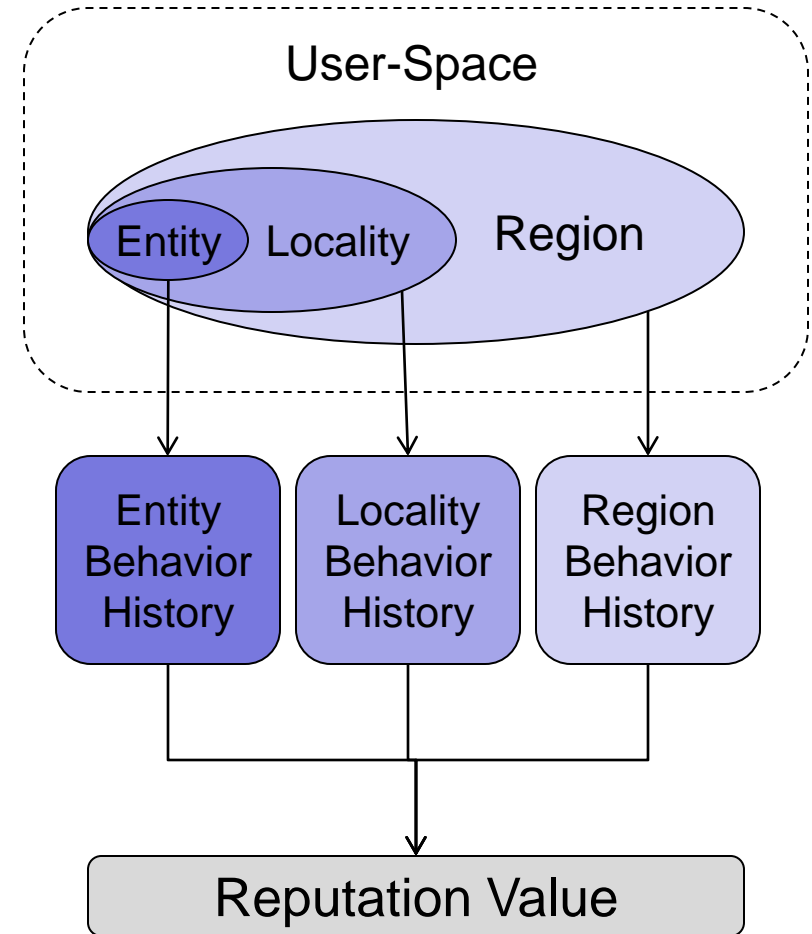 User-Space
Entity
Locality
Region
Entity
Behavior
History
Locality
Behavior
History
Region
Behavior
History
Reputation Value